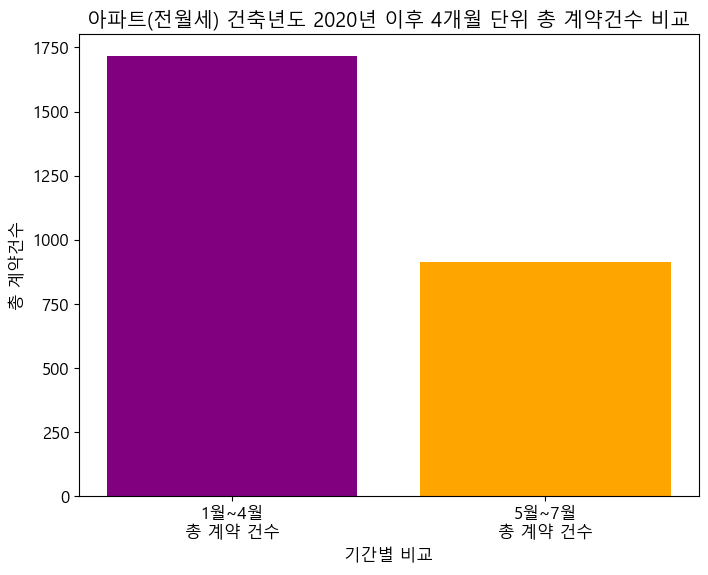 아파트(전월세) 건축년도 2020년 이후 4개월 단위 총 계약건수 비교
1750
1500
1250
1000
750
500
250
0
총 계약건수
1월~4월
총 계약 건수
5월~7월
총 계약 건수
기간별 비교